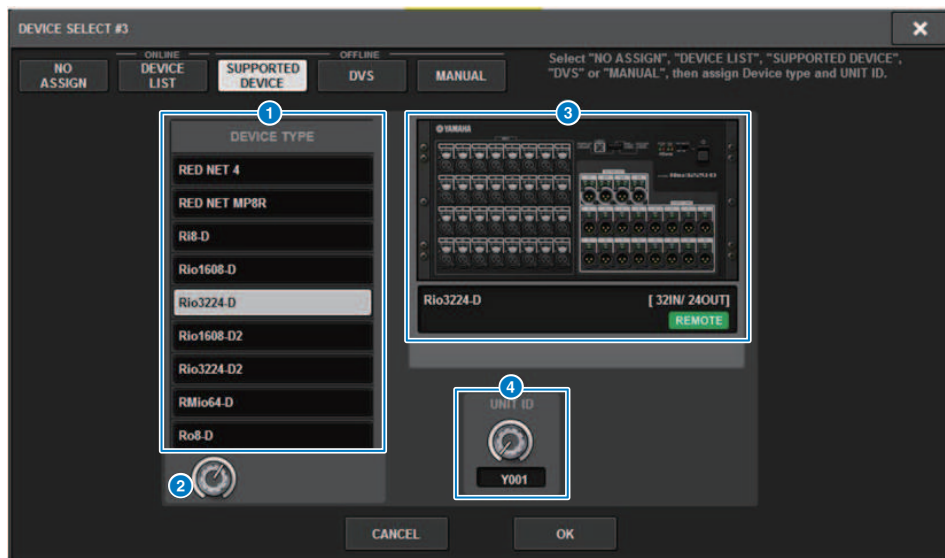 DEVICE SELECT #3
ONLINE
OFFLINE
NO ASSIGN
DEVICE LIST
SUPPORTED DEVICE
DVS
MANUAL
Select "NO ASSIGN", "DEVICE LIST", "SUPPORTED DEVICE",
"DVS" or "MANUAL", then assign Device type and UNIT ID.
1
DEVICE TYPE
RED NET 4
RED NET MP8R
Ri8-D
Rio1608-D
Rio3224-D
Rio1608-D2
Rio3224-D2
RMio64-D
Ro8-D
2
3
YAMAHA
Rio3224-D
[ 32IN/ 24OUT]
REMOTE
4
UNIT ID
Y001
CANCEL
OK